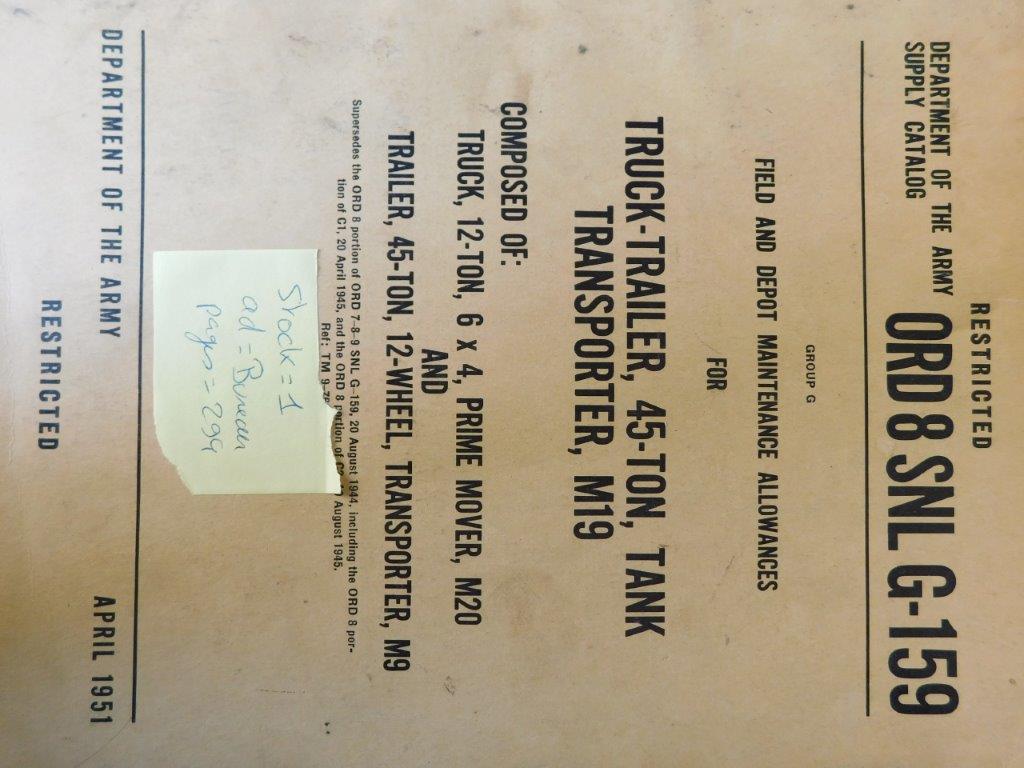 RESTRICTED
DEPARTMENT OF THE ARMY
SUPPLY CATALOG
ORD 8 SNL G-159
GROUP G
FIELD AND DEPOT MAINTENANCE ALLOWANCES
FOR
TRUCK-TRAILER, 45-TON, TANK
TRANSPORTER, M19
COMPOSED OF:
TRUCK, 12-TON, 6 x 4, PRIME MOVER, M20
AND
TRAILER, 45-TON, 12-WHEEL, TRANSPORTER, M9
Supersedes the ORD 8 portion of ORD 7-8-9 SNL G-159, 20 August 1944, including the ORD 8 por-
tion of C1, 20 April 1945, and the ORD 8 portion of August 1945.
Ref: TM
Stock = 1
ad = Bureau
pages = 299
DEPARTMENT OF THE ARMY APRIL 1951
RESTRICTED